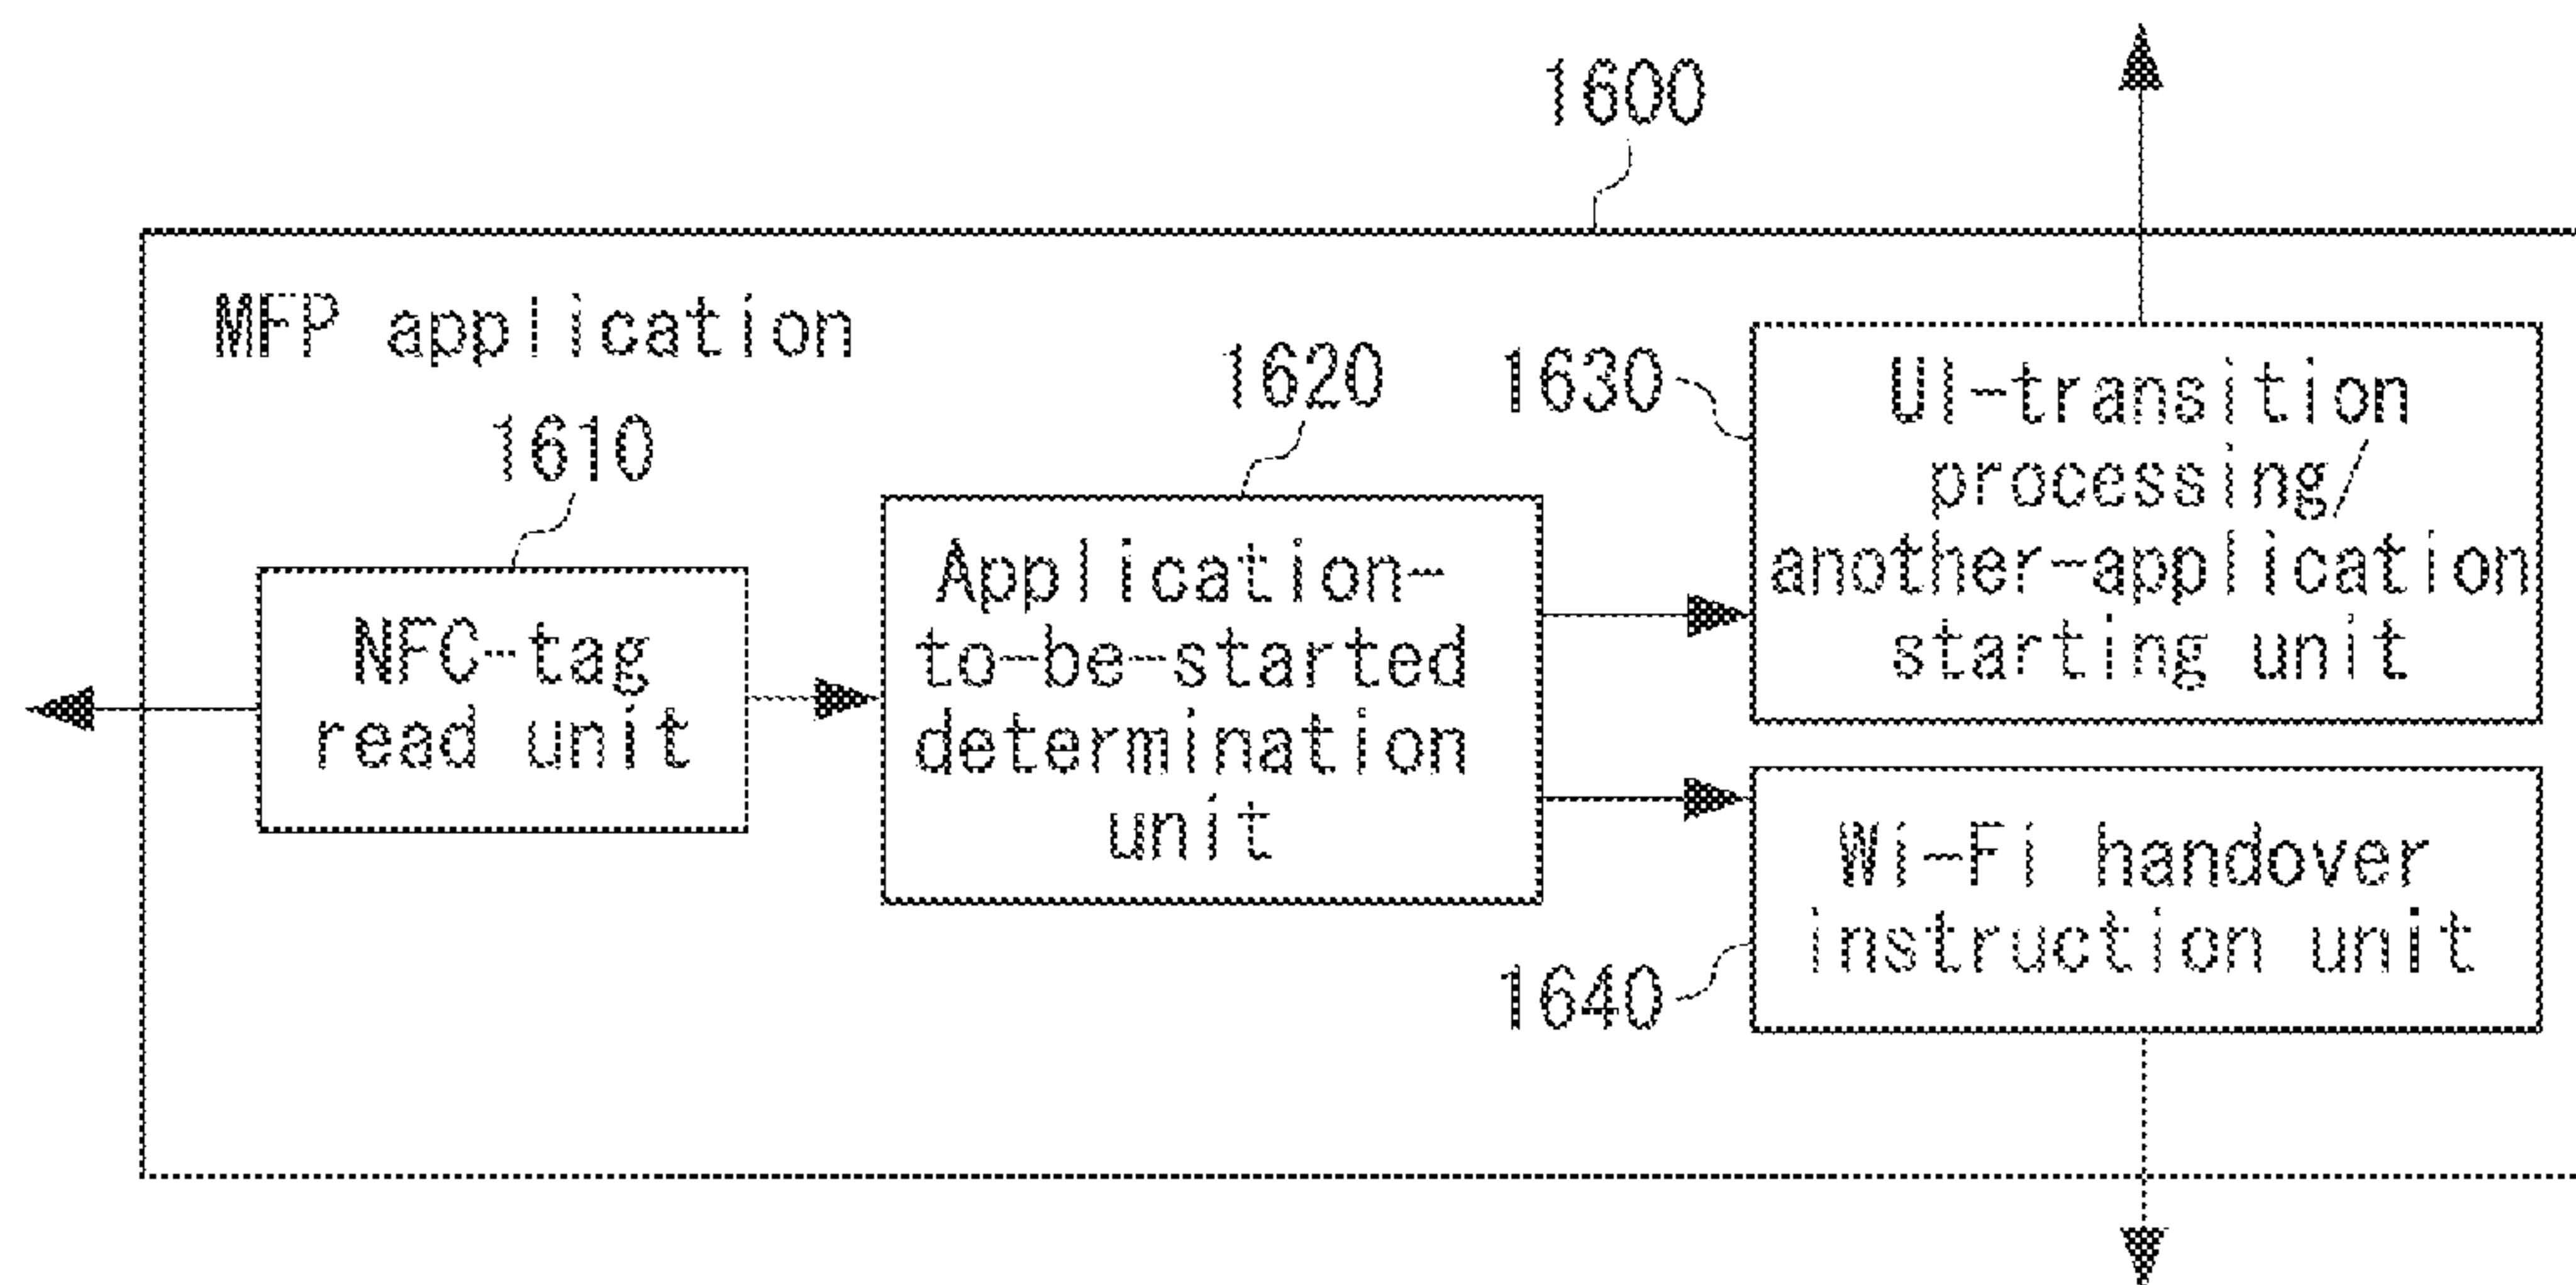 1600
MFP application
1610
NFC-tag
read unit
1620
Application-
to-be-started
determination
unit
1630
UI-transition
processing/
another-application
starting unit
1640
Wi-Fi handover
instruction unit